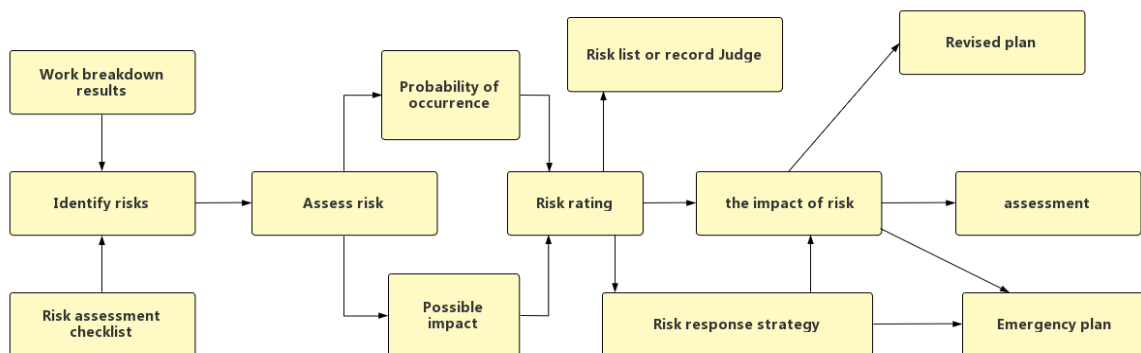 Work breakdown
results
Identify risks
Risk assessment
checklist
Assess risk
Probability of
occurrence
Possible
impact
Risk rating
Risk list or record Judge
the impact of risk
Risk response strategy
Revised plan
assessment
Emergency plan